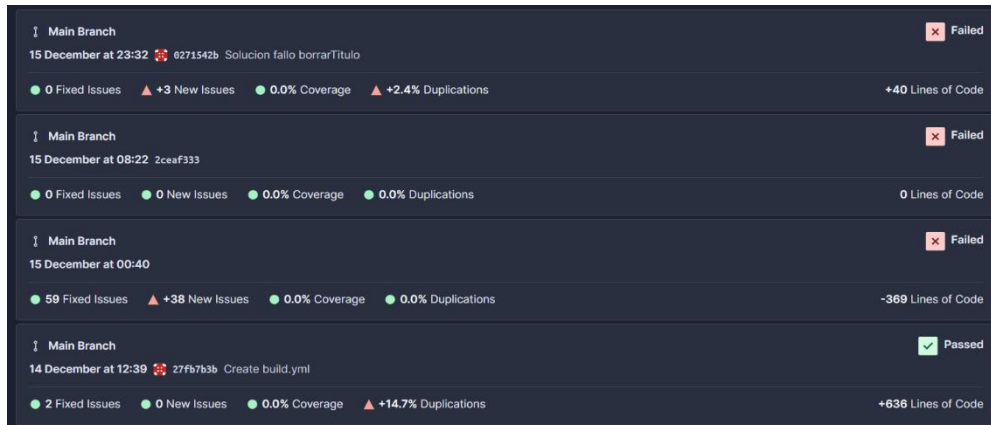 Main Branch
Failed
15 December at 23:32 0271542b Solucion fallo borrarTitulo
0 Fixed Issues +3 New Issues 0.0% Coverage +2.4% Duplications +40 Lines of Code
Main Branch
Failed
15 December at 08:22 2ceaf333
0 Fixed Issues 0 New Issues 0.0% Coverage 0.0% Duplications 0 Lines of Code
Main Branch
Failed
15 December at 00:40
59 Fixed Issues +38 New Issues 0.0% Coverage 0.0% Duplications -369 Lines of Code
Main Branch
Passed
14 December at 12:39 27fb7b3b Create build.yml
2 Fixed Issues 0 New Issues 0.0% Coverage +14.7% Duplications +636 Lines of Code